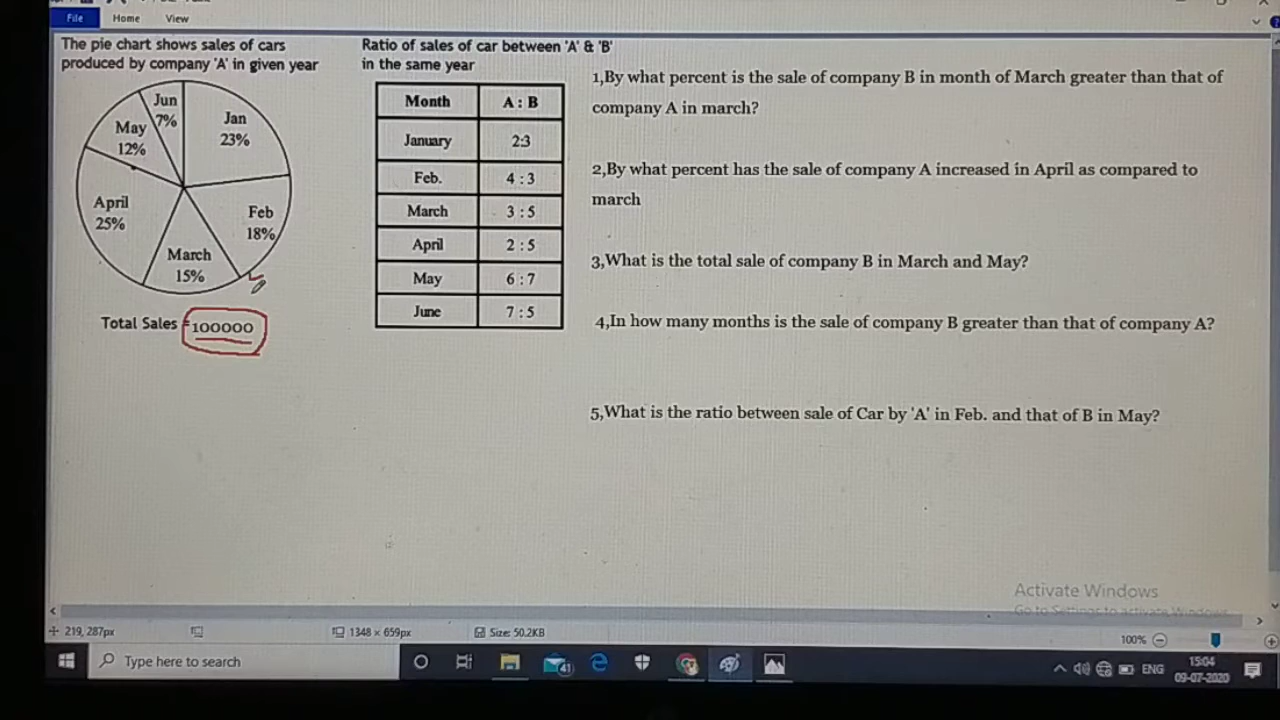 File Home View
The pie chart shows sales of cars
produced by company 'A' in given year
Jun
7%
Jan
23%
May
12%
April
25%
Feb
18%
March
15%
Total Sales =100000
Ratio of sales of car between 'A' & 'B'
in the same year
Month A : B
January 2:3
Feb. 4 : 3
March 3 : 5
April 2 : 5
May 6 : 7
June 7 : 5
1,By what percent is the sale of company B in month of March greater than that of
company A in march?
2,By what percent has the sale of company A increased in April as compared to
march
3,What is the total sale of company B in March and May?
4,In how many months is the sale of company B greater than that of company A?
5,What is the ratio between sale of Car by 'A' in Feb. and that of B in May?
Activate Windows
Go to Settings to activate Windows.
219, 287px 1348 × 659px Size: 50.2KB 100%
Type here to search 41 ENG 15:04
09-07-2020